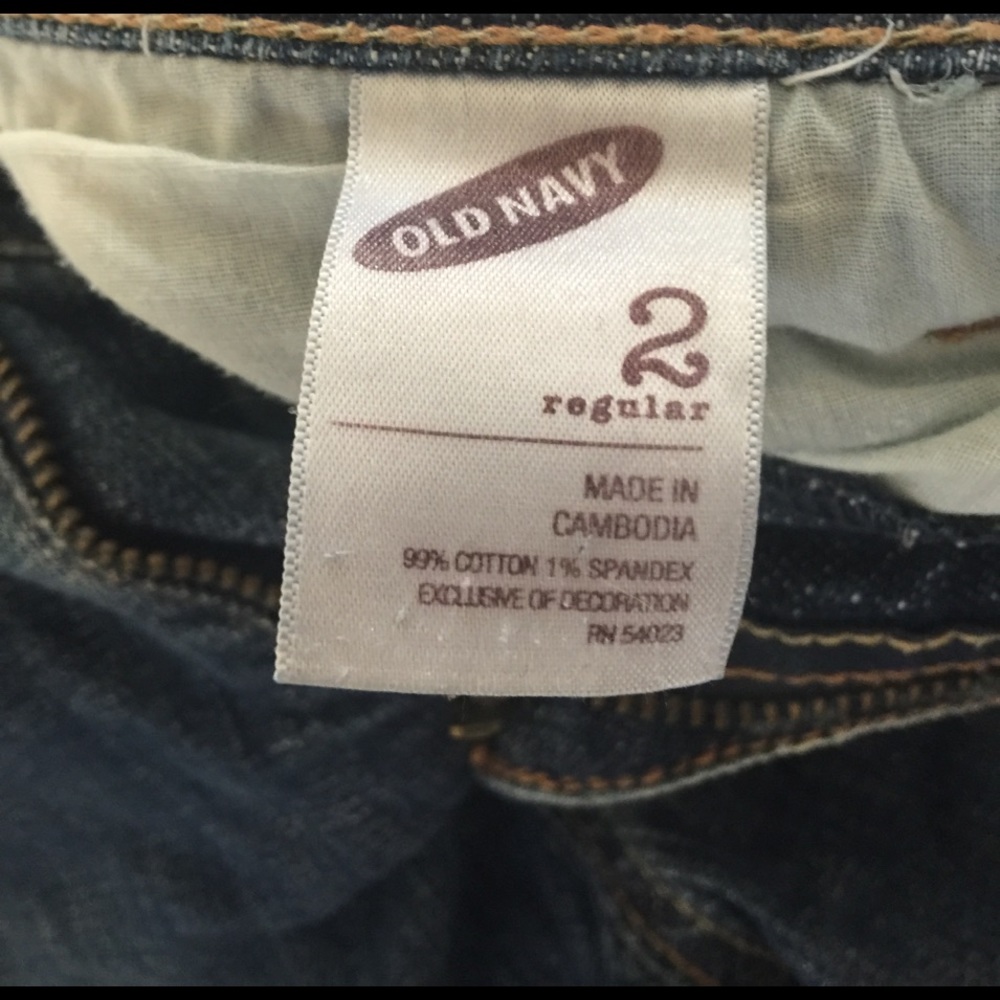 OLD NAVY
2
regular
MADE IN
CAMBODIA
99% COTTON 1% SPANDEX
EXCLUSIVE OF DECORATION
RN 54023